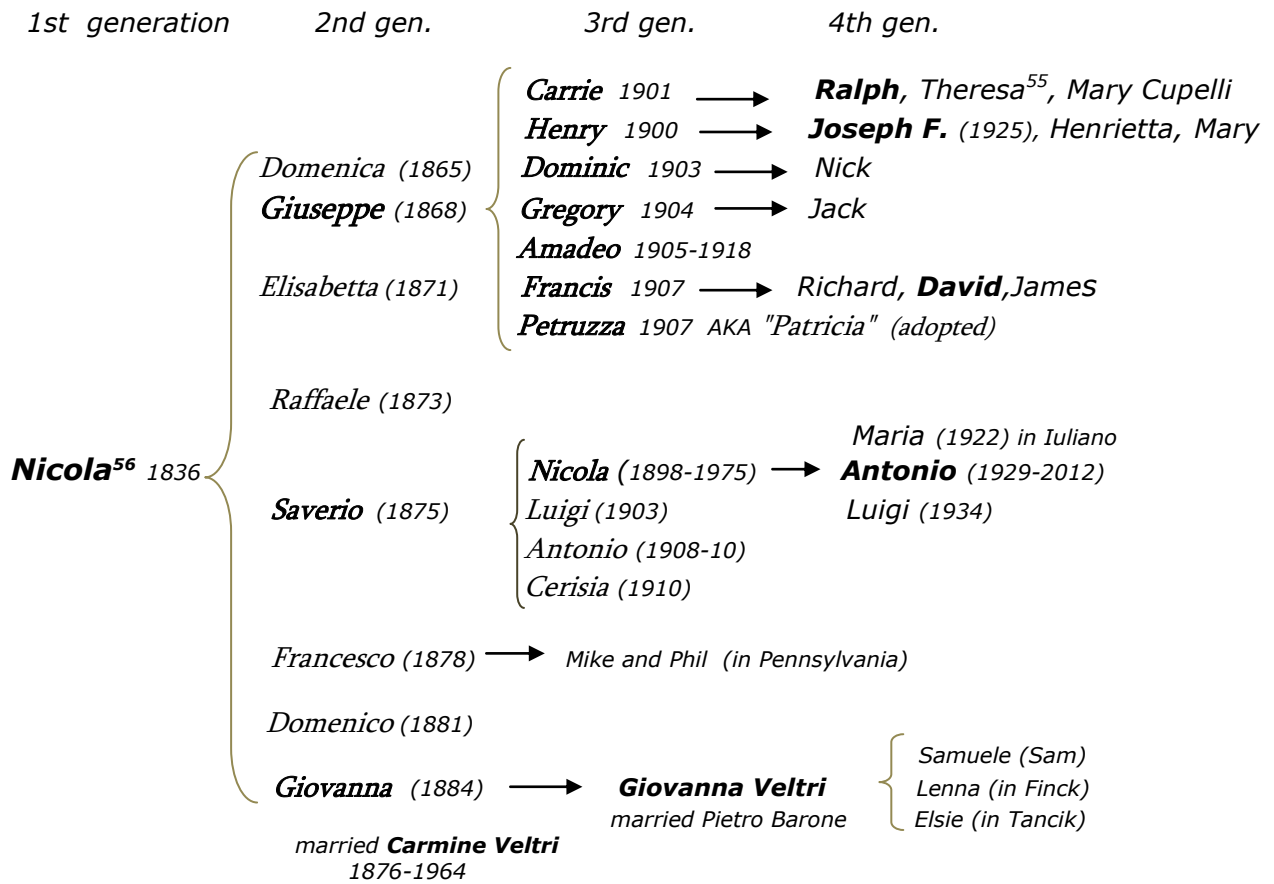 1st generation 2nd gen. 3rd gen. 4th gen.
Carrie 1901 Ralph, Theresa55, Mary Cupelli
Henry 1900 Joseph F. (1925), Henrietta, Mary
Domenica (1865) Dominic 1903 Nick
Giuseppe (1868) Gregory 1904 Jack
Amadeo 1905-1918
Elisabetta (1871) Francis 1907 Richard, David,James
Petruzza 1907 AKA "Patricia" (adopted)
Raffaele (1873)
Maria (1922) in Iuliano
Nicola56 1836 Nicola (1898-1975) Antonio (1929-2012)
Saverio (1875) Luigi (1903) Luigi (1934)
Antonio (1908-10)
Cerisia (1910)
Francesco (1878) Mike and Phil (in Pennsylvania)
Domenico (1881)
Samuele (Sam)
Giovanna (1884) Giovanna Veltri Lenna (in Finck)
married Pietro Barone Elsie (in Tancik)
married Carmine Veltri
1876-1964